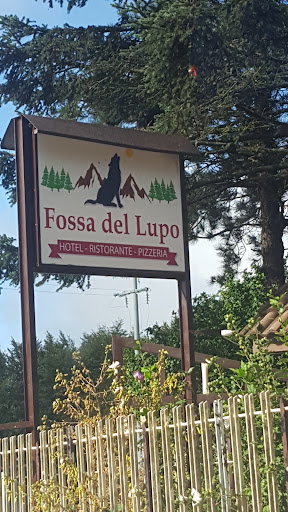 Fossa del Lupo
HOTEL - RISTORANTE - PIZZERIA